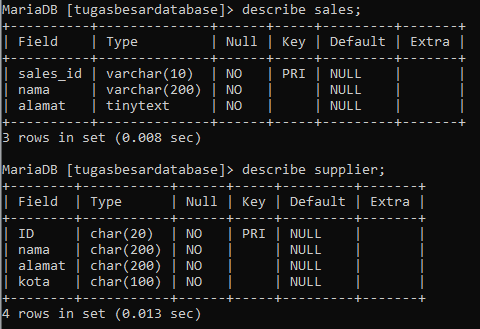 MariaDB [tugasbesardatabase]> describe sales;
+----------+--------------+------+-----+---------+-------+
| Field    | Type         | Null | Key | Default | Extra |
+----------+--------------+------+-----+---------+-------+
| sales_id | varchar(10)  | NO   | PRI | NULL    |       |
| nama     | varchar(200) | NO   |     | NULL    |       |
| alamat   | tinytext     | NO   |     | NULL    |       |
+----------+--------------+------+-----+---------+-------+
3 rows in set (0.008 sec)
MariaDB [tugasbesardatabase]> describe supplier;
+--------+-----------+------+-----+---------+-------+
| Field  | Type      | Null | Key | Default | Extra |
+--------+-----------+------+-----+---------+-------+
| ID     | char(20)  | NO   | PRI | NULL    |       |
| nama   | char(200) | NO   |     | NULL    |       |
| alamat | char(200) | NO   |     | NULL    |       |
| kota   | char(100) | NO   |     | NULL    |       |
+--------+-----------+------+-----+---------+-------+
4 rows in set (0.013 sec)